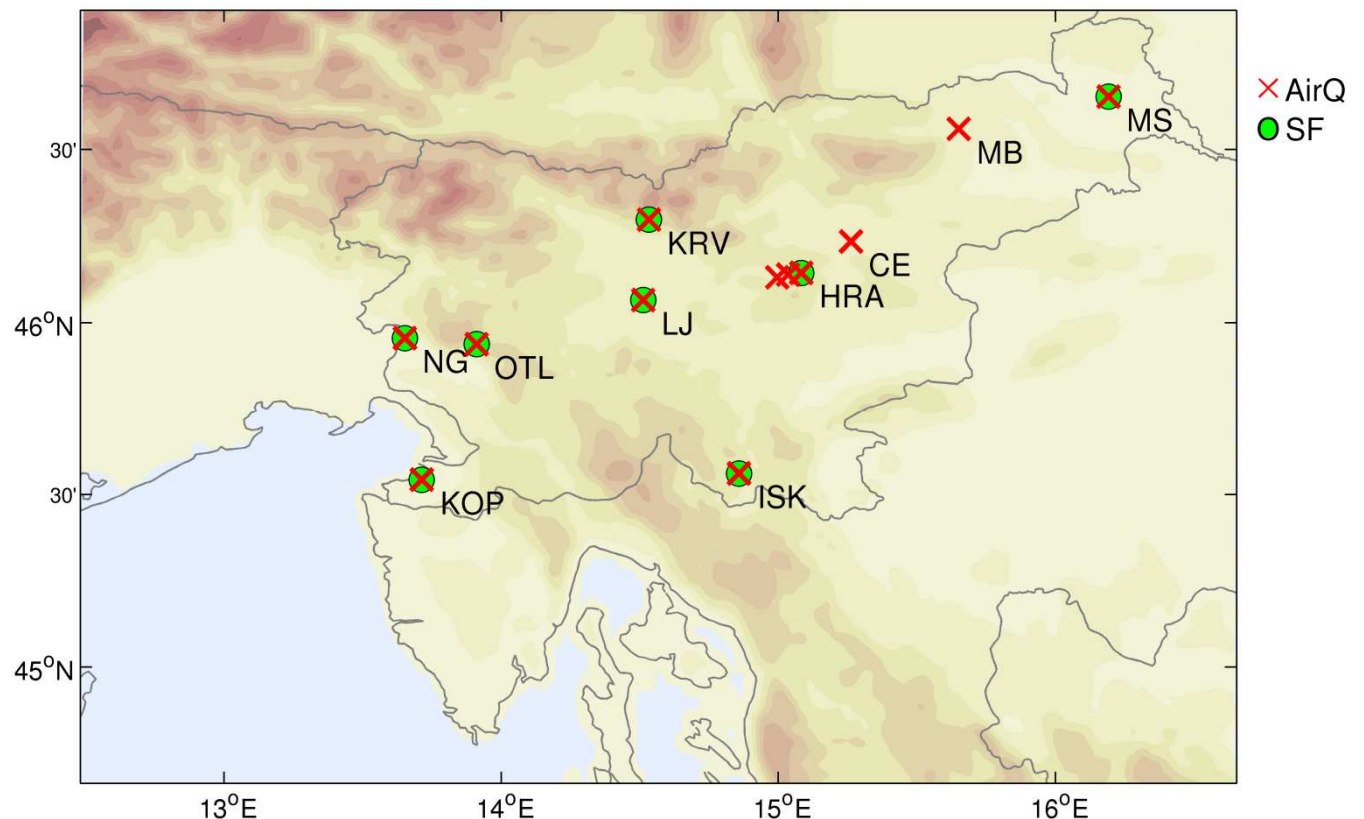 AirQ
SF
MS
30'
MB
KRV
CE
HRA
LJ
46°N
NG
OTL
KOP
ISK
30'
45°N
13°E
14°E
15°E
16°E